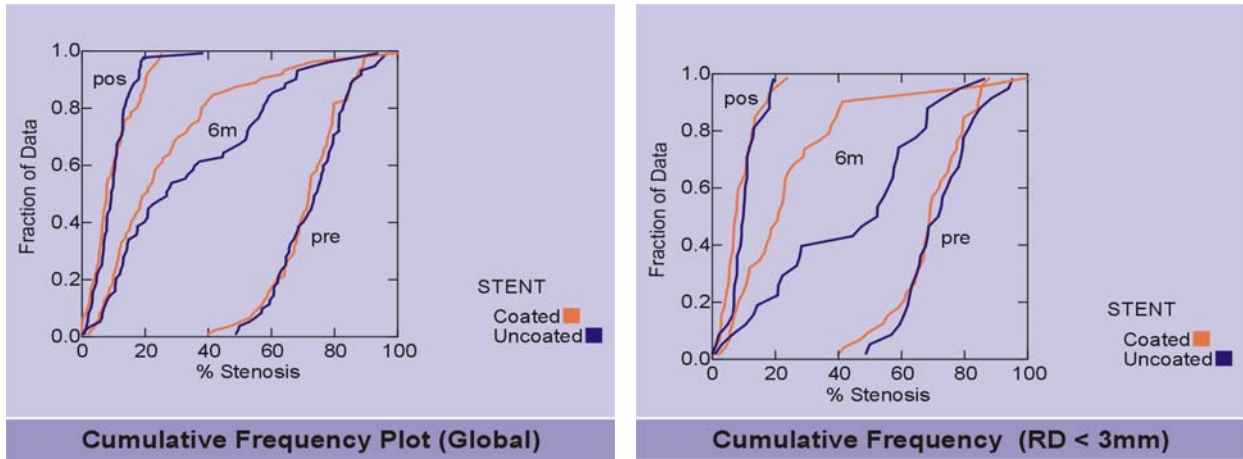 1.0
0.8
0.6
0.4
0.2
0.0
0 20 40 60 80 100
Fraction of Data
% Stenosis
pos
6m
pre
STENT
Coated
Uncoated
Cumulative Frequency Plot (Global)
1.0
0.8
0.6
0.4
0.2
0.0
0 20 40 60 80 100
Fraction of Data
% Stenosis
pos
6m
pre
STENT
Coated
Uncoated
Cumulative Frequency (RD < 3mm)